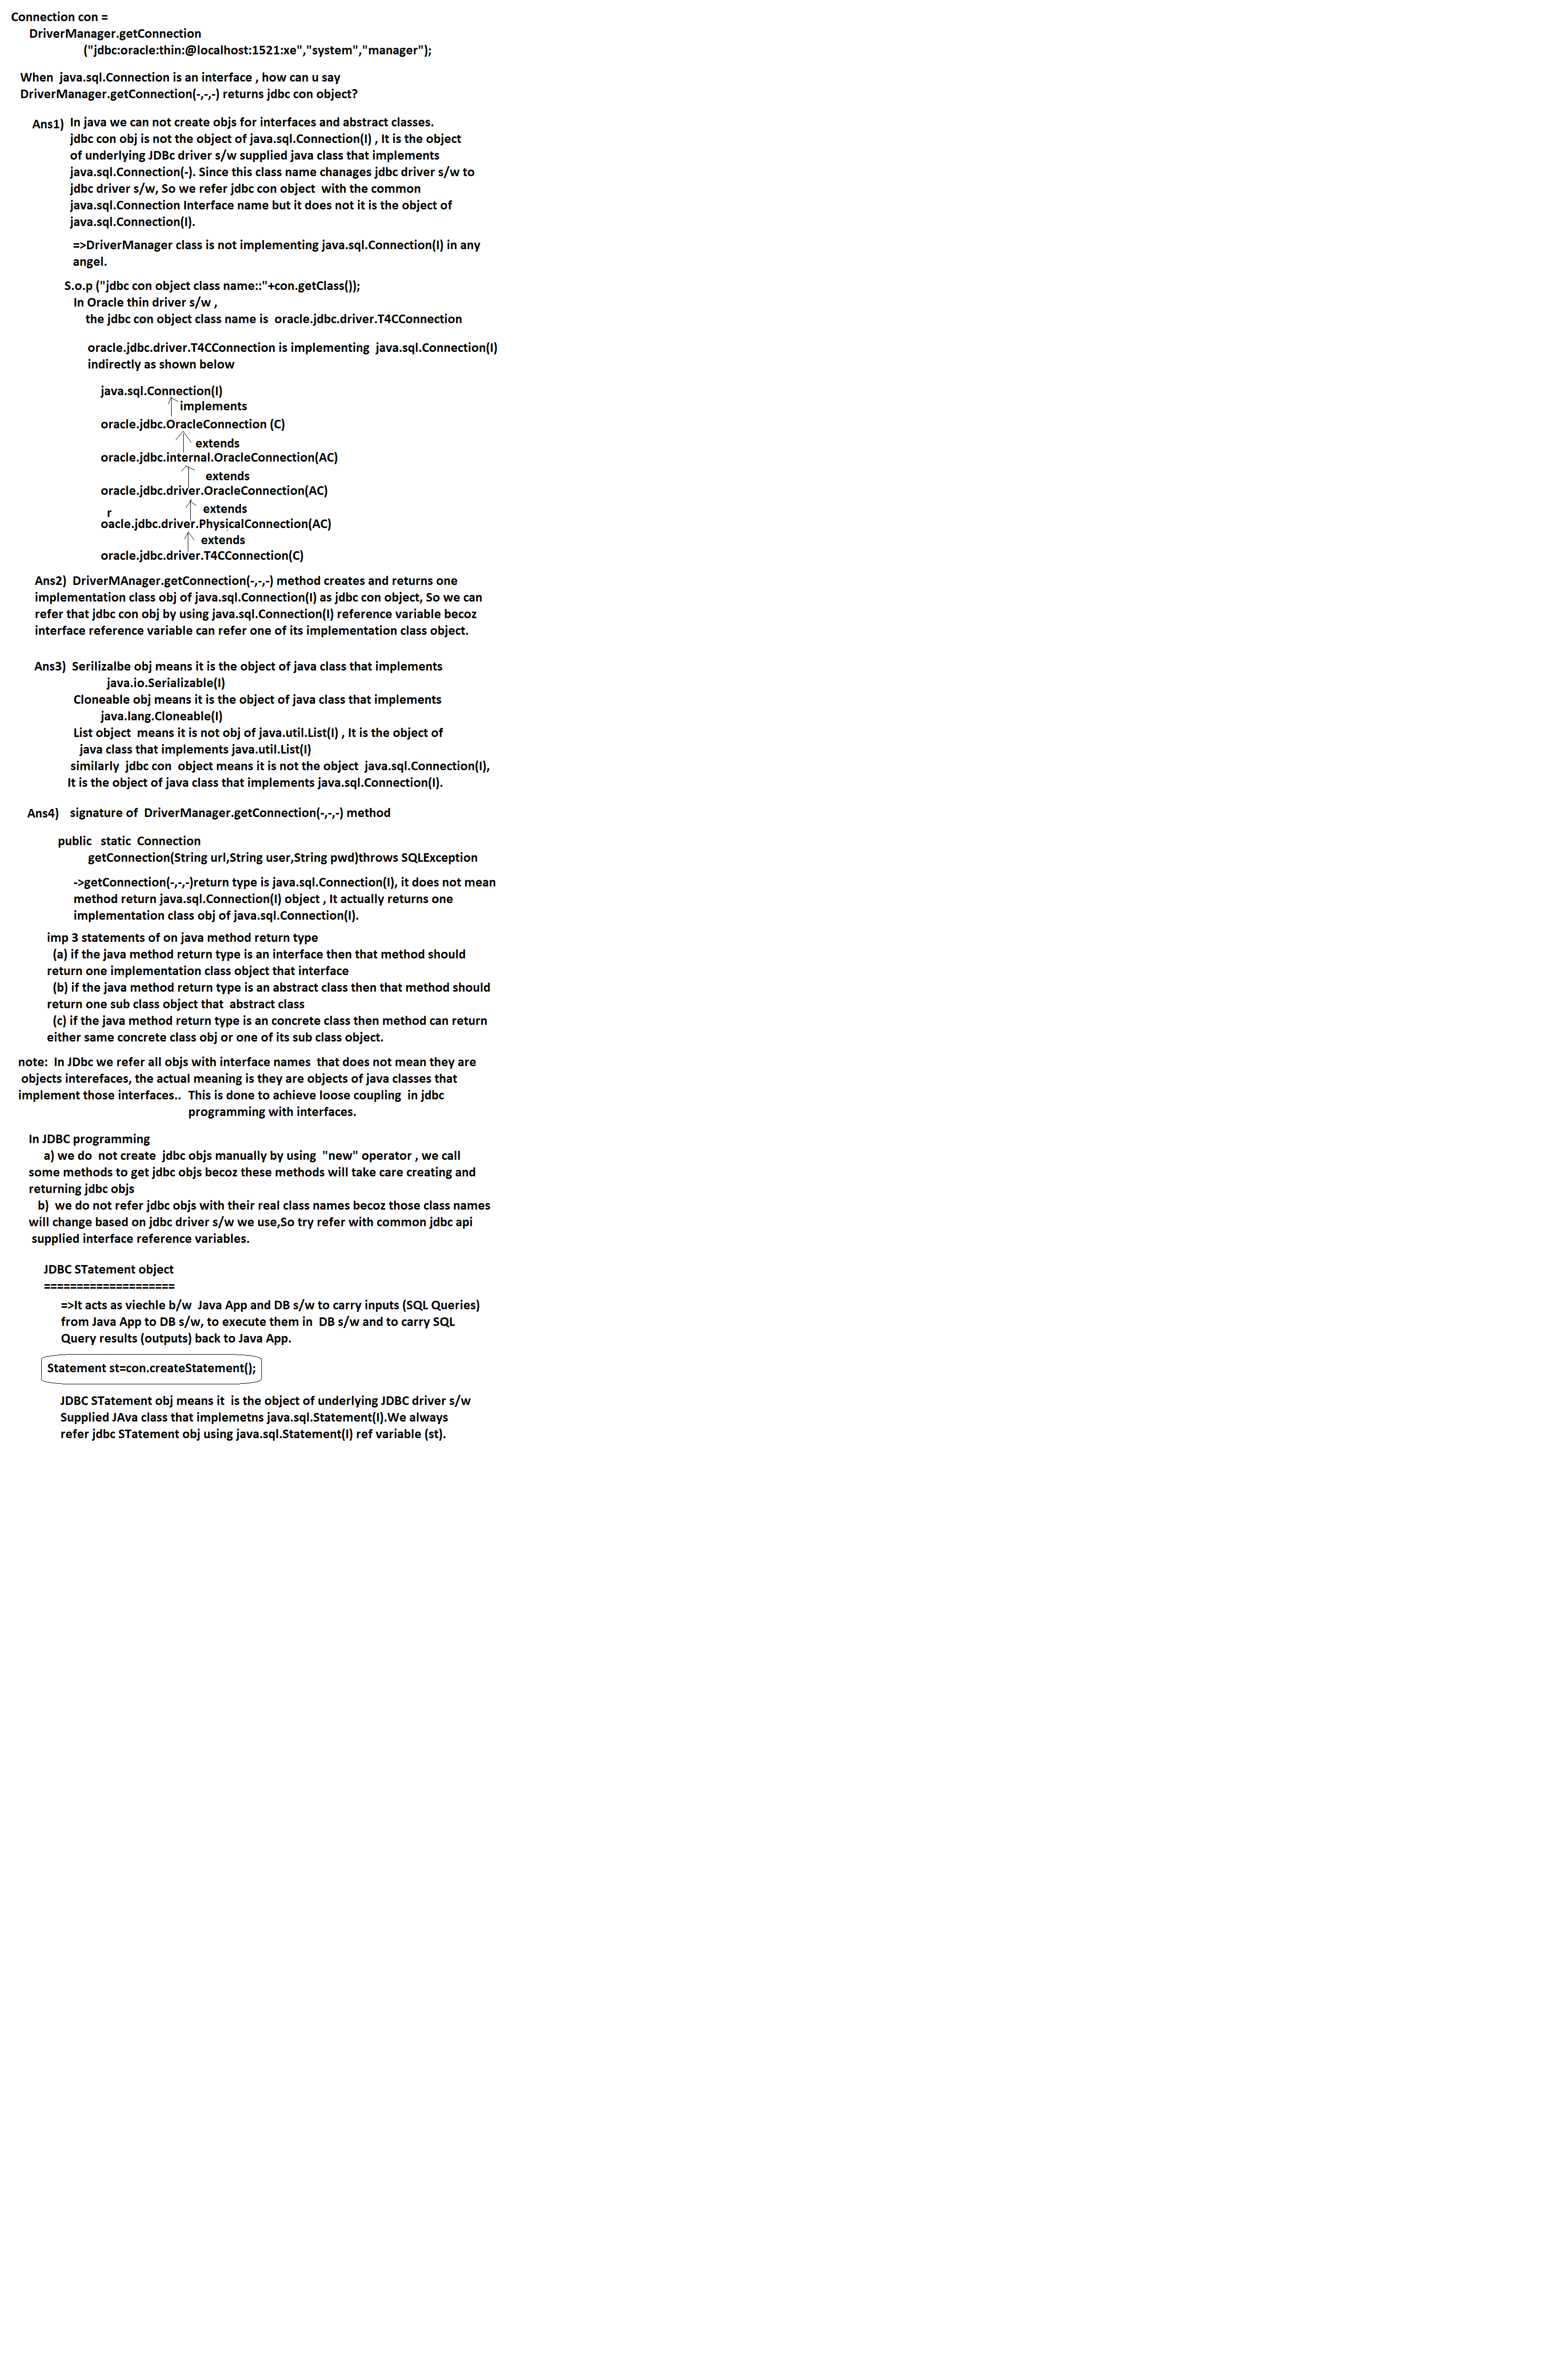 Connection con =
DriverManager.getConnection
("jdbc:oracle:thin:@localhost:1521:xe","system","manager");
When java.sql.Connection is an interface , how can u say
DriverManger.getConnection(-,-,-) returns jdbc con object?
Ans1) In java we can not create objs for interfaces and abstract classes.
jdbc con obj is not the object of java.sql.Connection(I) , It is the object
of underlying JDBc driver s/w supplied java class that implements
java.sql.Connection(-). Since this class name chanages jdbc driver s/w to
jdbc driver s/w, So we refer jdbc con object with the common
java.sql.Connection Interface name but it does not it is the object of
java.sql.Connection(I).
=>DriverManager class is not implementing java.sql.Connection(I) in any
angel.
S.o.p ("jdbc con object class name::"+con.getClass());
In Oracle thin driver s/w ,
the jdbc con object class name is oracle.jdbc.driver.T4CConnection
oracle.jdbc.driver.T4CConnection is implementing java.sql.Connection(I)
indirectly as shown below
java.sql.Connection(I)
implements
oracle.jdbc.OracleConnection (C)
extends
oracle.jdbc.internal.OracleConnection(AC)
extends
oracle.jdbc.driver.OracleConnection(AC)
extends
r
oacle.jdbc.driver.PhysicalConnection(AC)
extends
oracle.jdbc.driver.T4CConnection(C)
Ans2) DriverMAnager.getConnection(-,-,-) method creates and returns one
implementation class obj of java.sql.Connection(I) as jdbc con object, So we can
refer that jdbc con obj by using java.sql.Connection(I) reference variable becoz
interface reference variable can refer one of its implementation class object.
Ans3) Serilizalbe obj means it is the object of java class that implements
java.io.Serializable(I)
Cloneable obj means it is the object of java class that implements
java.lang.Cloneable(I)
List object means it is not obj of java.util.List(I) , It is the object of
java class that implements java.util.List(I)
similarly jdbc con object means it is not the object java.sql.Connection(I),
It is the object of java class that implements java.sql.Connection(I).
Ans4) signature of DriverManager.getConnection(-,-,-) method
public static Connection
getConnection(String url,String user,String pwd)throws SQLException
->getConnection(-,-,-)return type is java.sql.Connection(I), it does not mean
method return java.sql.Connection(I) object , It actually returns one
implementation class obj of java.sql.Connection(I).
imp 3 statements of on java method return type
(a) if the java method return type is an interface then that method should
return one implementation class object that interface
(b) if the java method return type is an abstract class then that method should
return one sub class object that abstract class
(c) if the java method return type is an concrete class then method can return
either same concrete class obj or one of its sub class object.
note: In JDbc we refer all objs with interface names that does not mean they are
objects interefaces, the actual meaning is they are objects of java classes that
implement those interfaces.. This is done to achieve loose coupling in jdbc
programming with interfaces.
In JDBC programming
a) we do not create jdbc objs manually by using "new" operator , we call
some methods to get jdbc objs becoz these methods will take care creating and
returning jdbc objs
b) we do not refer jdbc objs with their real class names becoz those class names
will change based on jdbc driver s/w we use,So try refer with common jdbc api
supplied interface reference variables.
JDBC STatement object
====================
=>It acts as viechle b/w Java App and DB s/w to carry inputs (SQL Queries)
from Java App to DB s/w, to execute them in DB s/w and to carry SQL
Query results (outputs) back to Java App.
Statement st=con.createStatement();
JDBC STatement obj means it is the object of underlying JDBC driver s/w
Supplied JAva class that implemetns java.sql.Statement(I).We always
refer jdbc STatement obj using java.sql.Statement(I) ref variable (st).